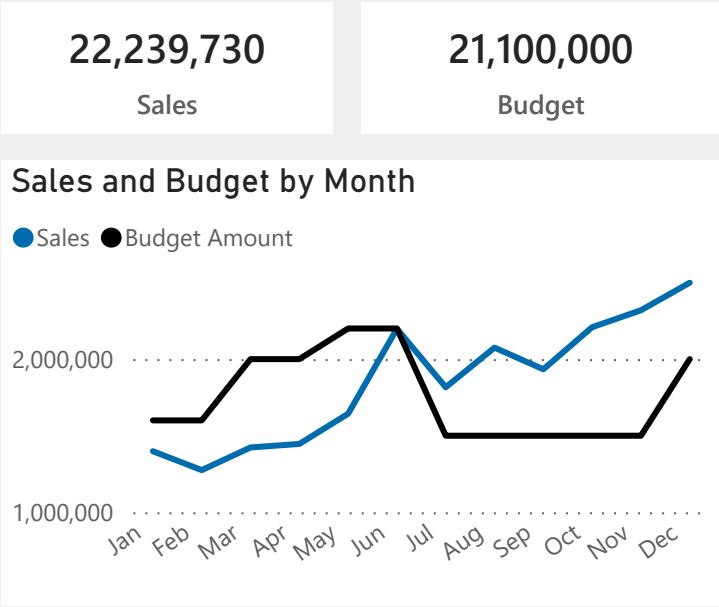 22,239,730
Sales
21,100,000
Budget
Sales and Budget by Month
Sales Budget Amount
2,000,000
1,000,000
Jan Feb Mar Apr May Jun Jul Aug Sep Oct Nov Dec